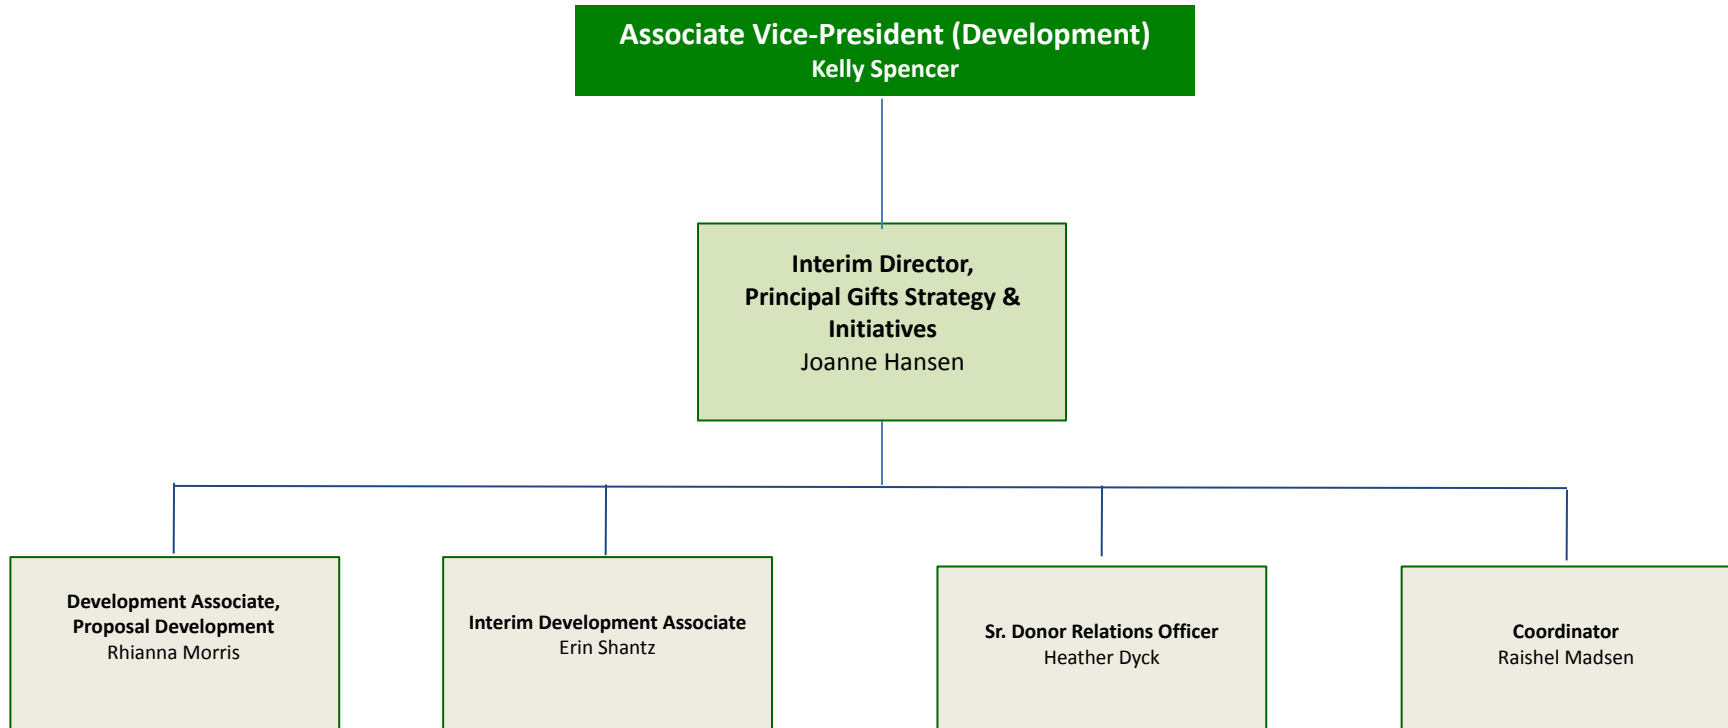 Associate Vice-President (Development)
Kelly Spencer
Interim Director,
Principal Gifts Strategy &
Initiatives
Joanne Hansen
Development Associate,
Proposal Development
Rhianna Morris
Interim Development Associate
Erin Shantz
Sr. Donor Relations Officer
Heather Dyck
Coordinator
Raishel Madsen